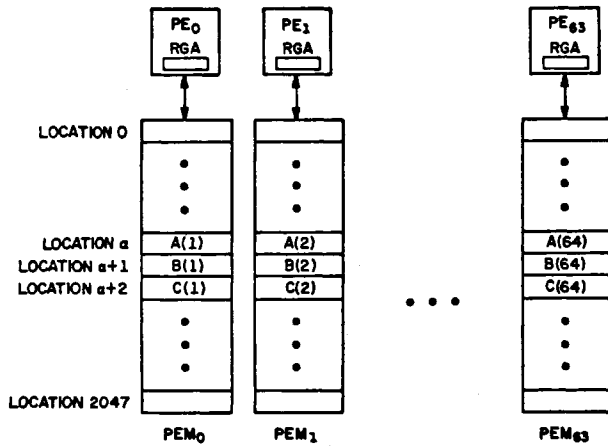 PE0 PE1 PE63
RGA RGA RGA
LOCATION 0
LOCATION α A(1) A(2) A(64)
LOCATION α+1 B(1) B(2) B(64)
LOCATION α+2 C(1) C(2) C(64)
LOCATION 2047
PEM0 PEM1 PEM63